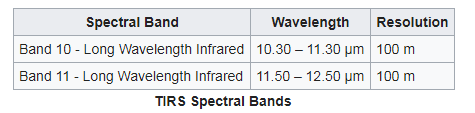 Spectral Band Wavelength Resolution
Band 10 - Long Wavelength Infrared 10.30 – 11.30 µm 100 m
Band 11 - Long Wavelength Infrared 11.50 – 12.50 µm 100 m
TIRS Spectral Bands